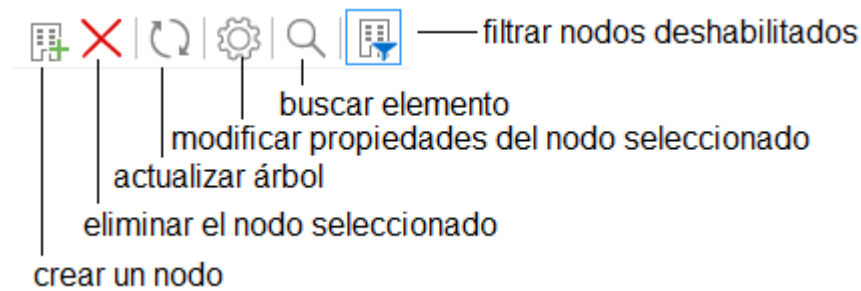 filtrar nodos deshabilitados
buscar elemento
modificar propiedades del nodo seleccionado
actualizar árbol
eliminar el nodo seleccionado
crear un nodo